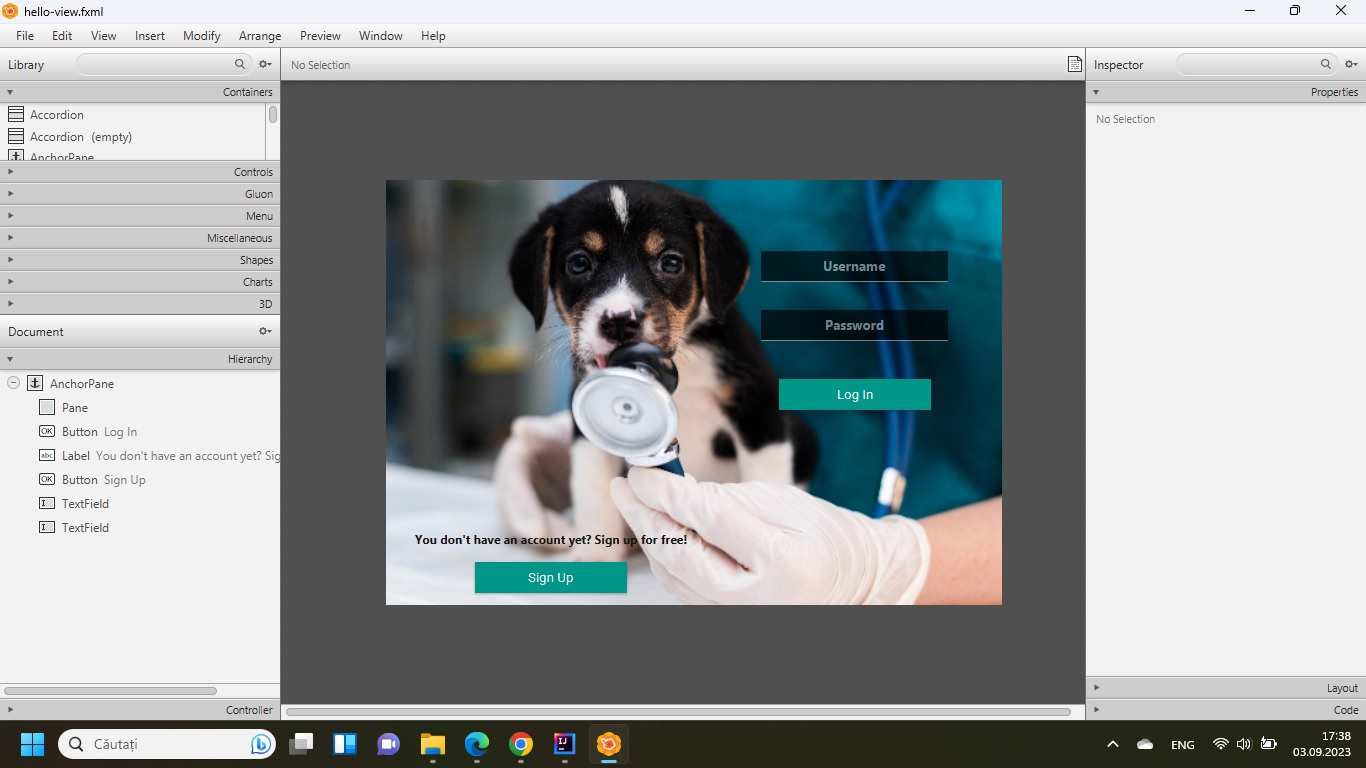 hello-view.fxml
File Edit View Insert Modify Arrange Preview Window Help
Library
No Selection
Inspector
Containers
Properties
Accordion
No Selection
Accordion (empty)
AnchorPane
Controls
Gluon
Menu
Miscellaneous
Shapes
Charts
3D
Document
Hierarchy
AnchorPane
Pane
Button Log In
Label You don't have an account yet? Sig
Button Sign Up
TextField
TextField
Username
Password
Log In
You don't have an account yet? Sign up for free!
Sign Up
Layout
Controller
Code
Căutați
ENG
17:38
03.09.2023